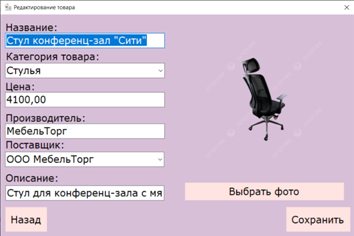 Редактирование товара
Название:
Стул конференц-зал "Сити"
Категория товара:
Стулья
Цена:
4100,00
Производитель:
МебельТорг
Поставщик:
ООО МебельТорг
Описание:
Стул для конференц-зала с мя
Выбрать фото
Назад
Сохранить